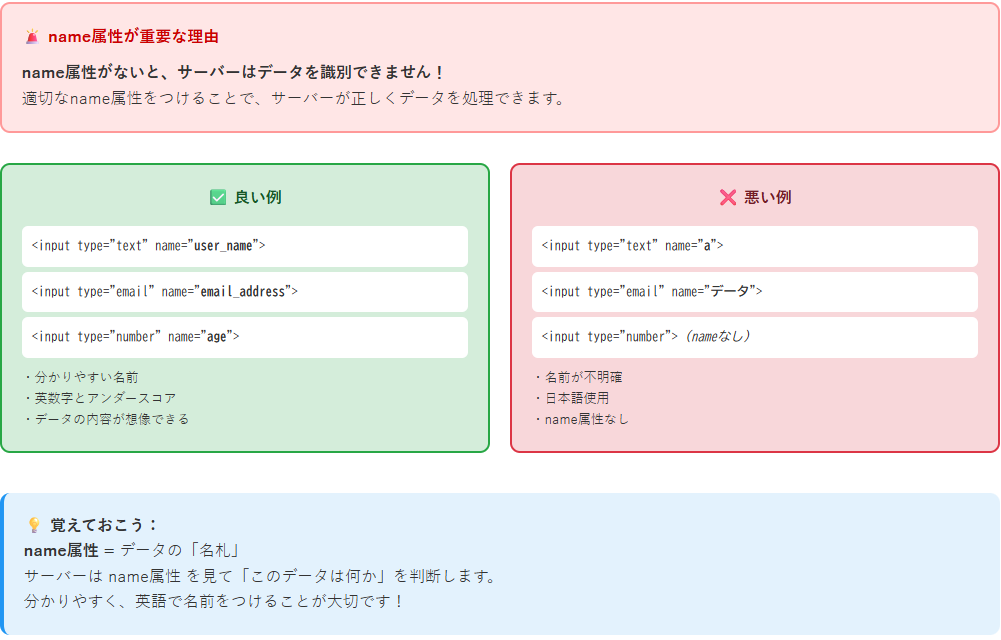 🚨 name属性が重要な理由
name属性がないと、サーバーはデータを識別できません！
適切なname属性をつけることで、サーバーが正しくデータを処理できます。
✅ 良い例
<input type="text" name="user_name">
<input type="email" name="email_address">
<input type="number" name="age">
・分かりやすい名前
・英数字とアンダースコア
・データの内容が想像できる
❌ 悪い例
<input type="text" name="a">
<input type="email" name="データ">
<input type="number"> (nameなし)
・名前が不明確
・日本語使用
・name属性なし
💡 覚えておこう：
name属性 = データの「名札」
サーバーは name属性 を見て「このデータは何か」を判断します。
分かりやすく、英語で名前をつけることが大切です！